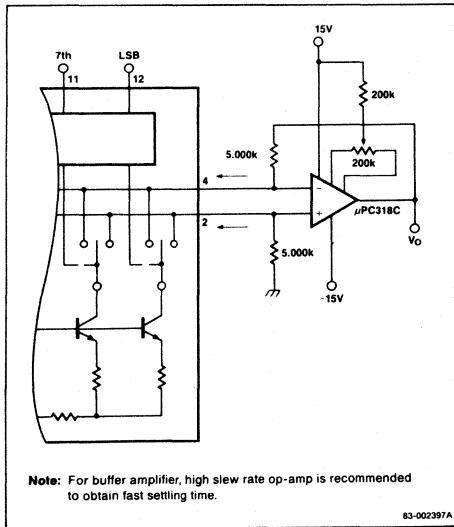 7th
LSB
15V
11
12
200k
5.000k
200k
4
−
μPC318C
+
2
VO
5.000k
-15V
Note: For buffer amplifier, high slew rate op-amp is recommended
to obtain fast settling time.
83-002397A